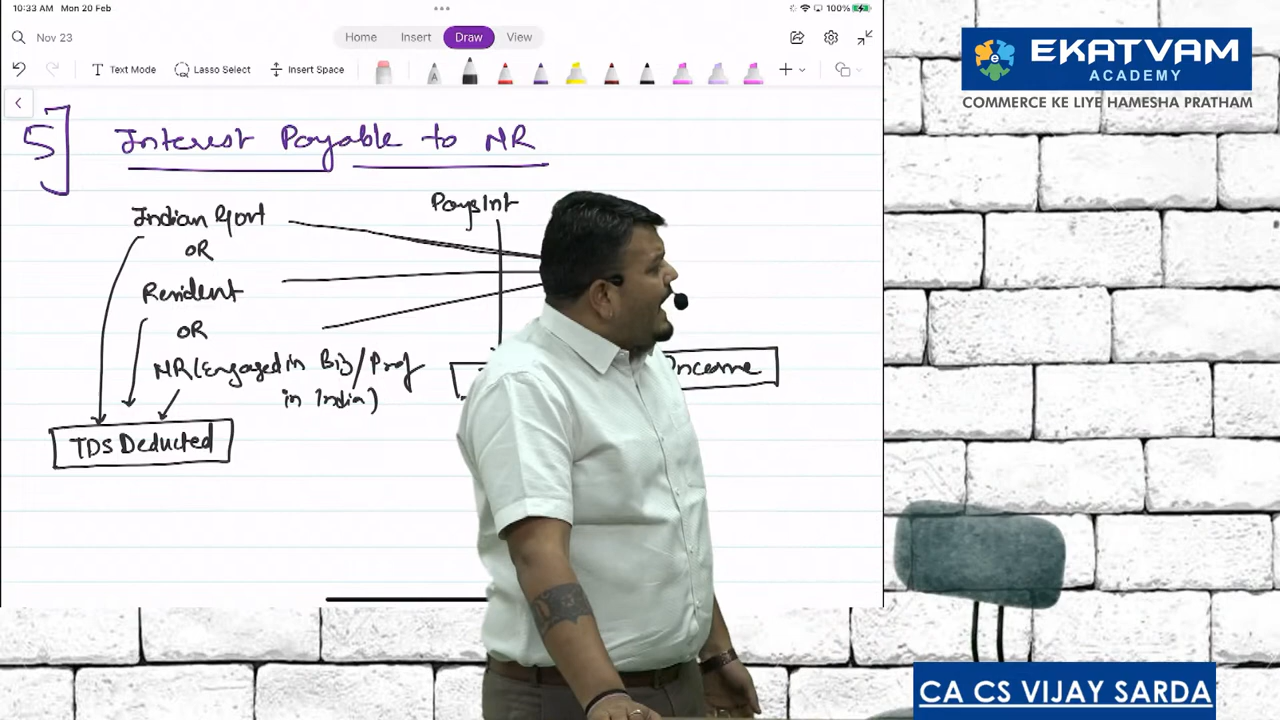 10:33 AM Mon 20 Feb
100%
Nov 23
Home Insert Draw View
Text Mode Lasso Select Insert Space
EKATVAM
ACADEMY
COMMERCE KE LIYE HAMESHA PRATHAM
5] Interest Payable to NR
Indian Govt
Pays Int
OR
Resident
OR
NR (Engaged in Biz/Prof
in India)
Income
TDS Deducted
CA CS VIJAY SARDA